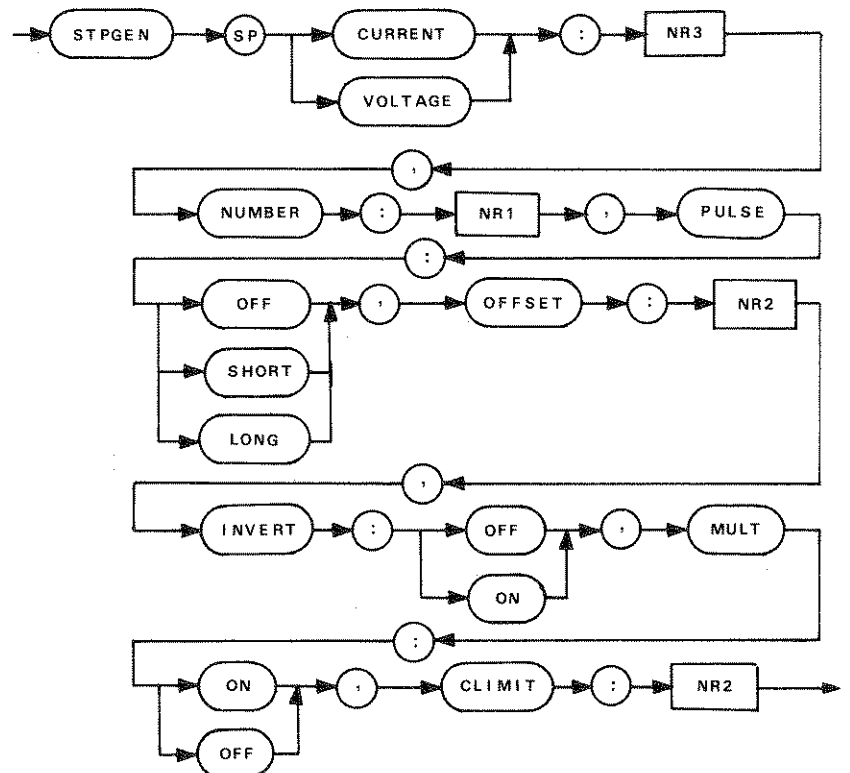 STPGEN SP CURRENT : NR3
VOLTAGE
,
NUMBER : NR1 , PULSE
:
OFF , OFFSET : NR2
SHORT
LONG
,
INVERT : OFF , MULT
ON
:
ON , CLIMIT : NR2
OFF